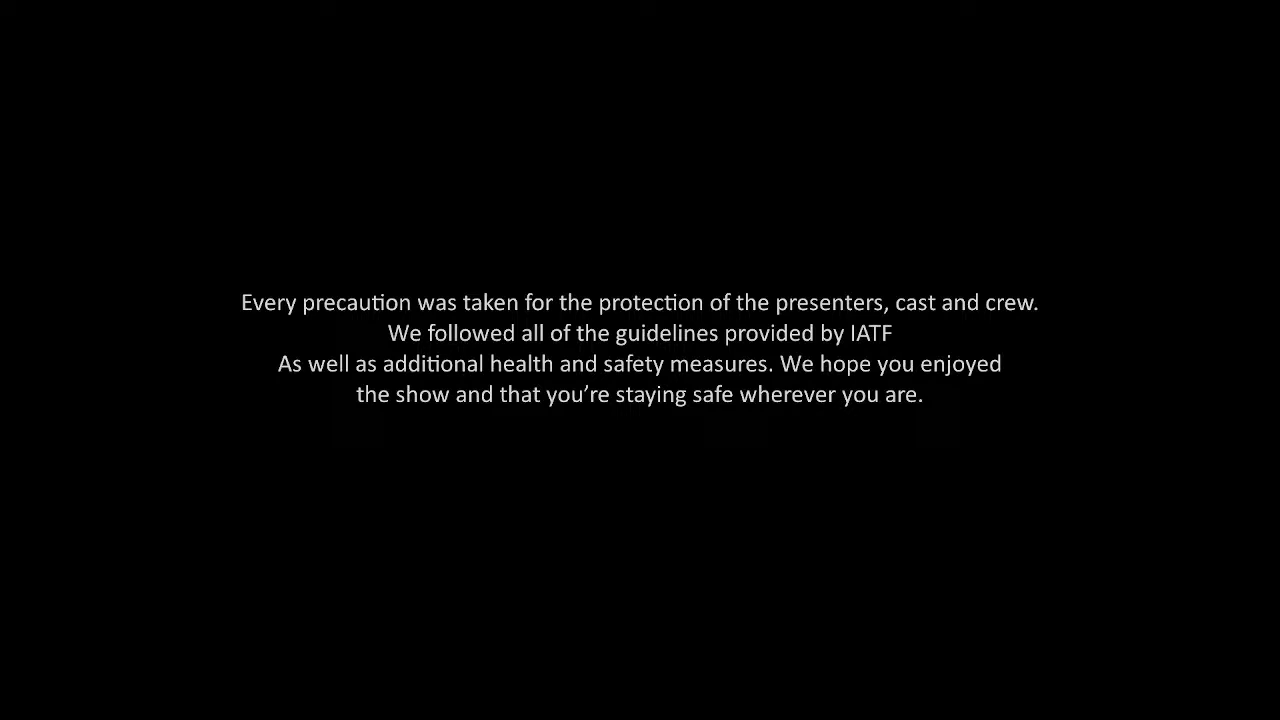 Every precaution was taken for the protection of the presenters, cast and crew.
We followed all of the guidelines provided by IATF
As well as additional health and safety measures. We hope you enjoyed
the show and that you’re staying safe wherever you are.